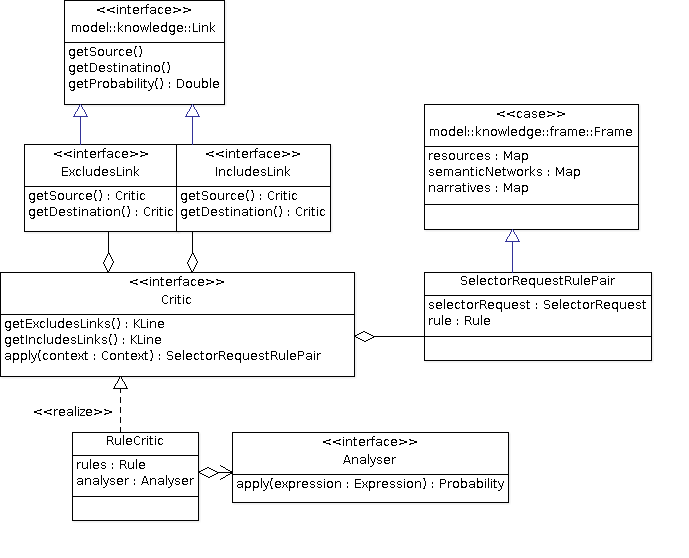 <<interface>>
model::knowledge::Link
getSource()
getDestinatino()
getProbability() : Double
<<case>>
model::knowledge::frame::Frame
resources : Map
semanticNetworks : Map
narratives : Map
<<interface>>
ExcludesLink
getSource() : Critic
getDestination() : Critic
<<interface>>
IncludesLink
getSource() : Critic
getDestination() : Critic
<<interface>>
Critic
getExcludesLinks() : KLine
getIncludesLinks() : KLine
apply(context : Context) : SelectorRequestRulePair
SelectorRequestRulePair
selectorRequest : SelectorRequest
rule : Rule
<<realize>>
RuleCritic
rules : Rule
analyser : Analyser
<<interface>>
Analyser
apply(expression : Expression) : Probability